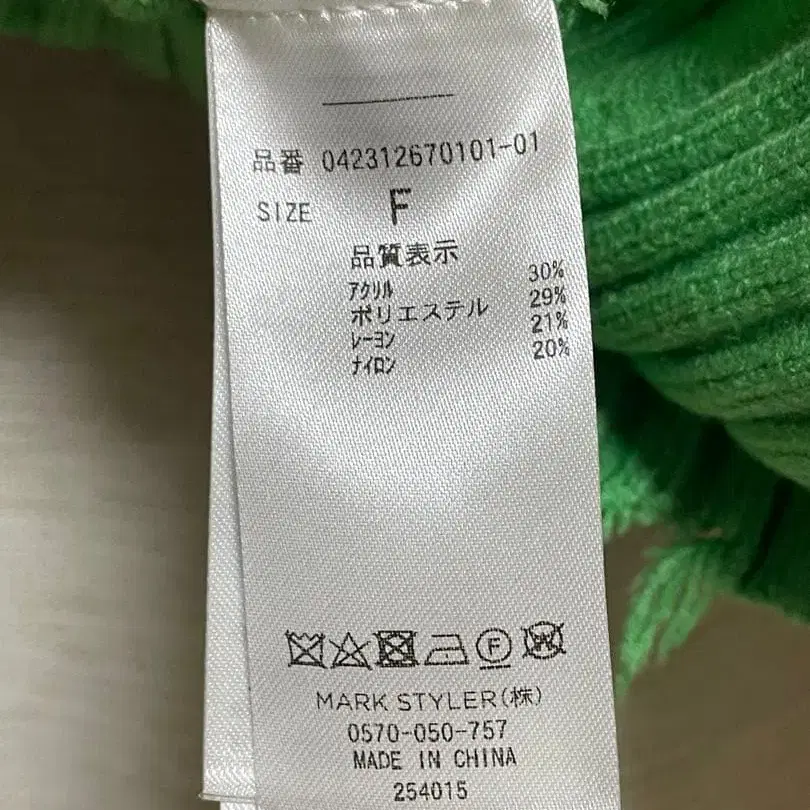 品番 042312670101-01
SIZE F
品質表示
アクリル 30%
ポリエステル 29%
レーヨン 21%
ナイロン 20%
F W
MARK STYLER(株)
0570-050-757
MADE IN CHINA
254015